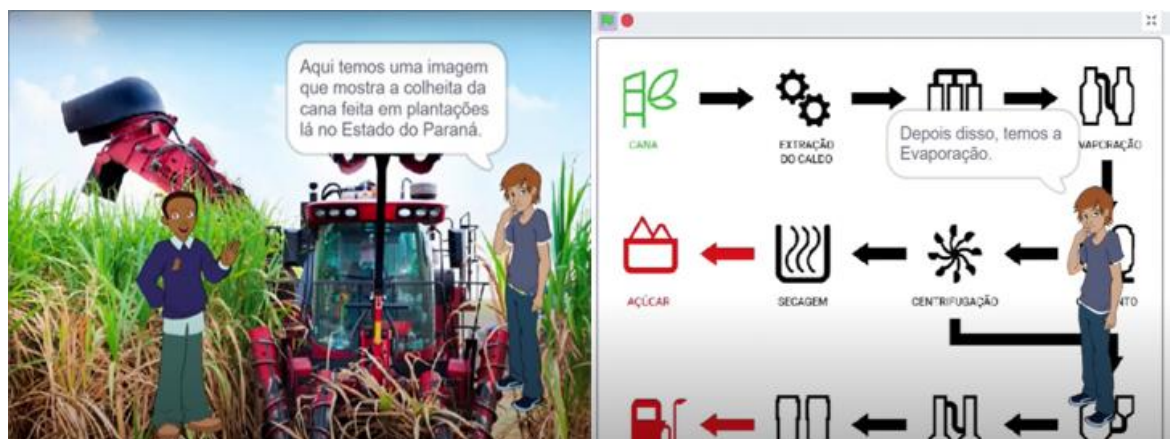 Aqui temos uma imagem
que mostra a colheita da
cana feita em plantações
lá no Estado do Paraná.
CANA
EXTRAÇÃO
DO CALDO
Depois disso, temos a
Evaporação.
VAPORAÇÃO
AÇÚCAR
SECAGEM
CENTRIFUGAÇÃO
NTO